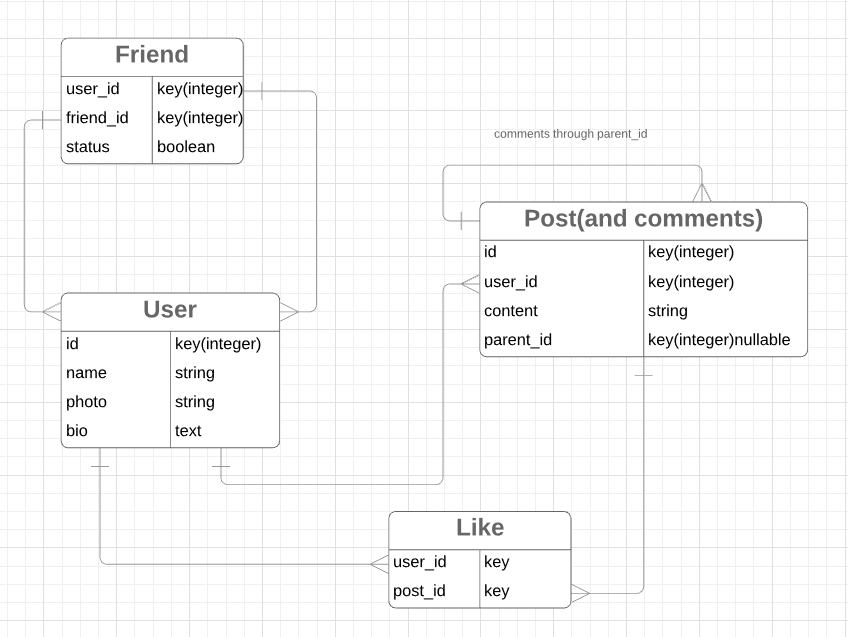 Friend
user_id key(integer)
friend_id key(integer)
status boolean
comments through parent_id
Post(and comments)
id key(integer)
user_id key(integer)
content string
parent_id key(integer)nullable
User
id key(integer)
name string
photo string
bio text
Like
user_id key
post_id key